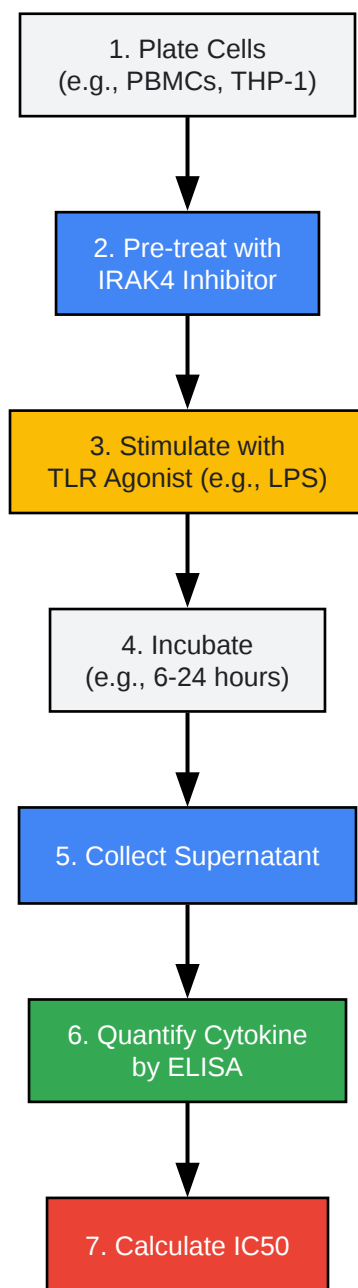 1. Plate Cells
(e.g., PBMCs, THP-1)
2. Pre-treat with
IRAK4 Inhibitor
3. Stimulate with
TLR Agonist (e.g., LPS)
4. Incubate
(e.g., 6-24 hours)
5. Collect Supernatant
6. Quantify Cytokine
by ELISA
7. Calculate IC50